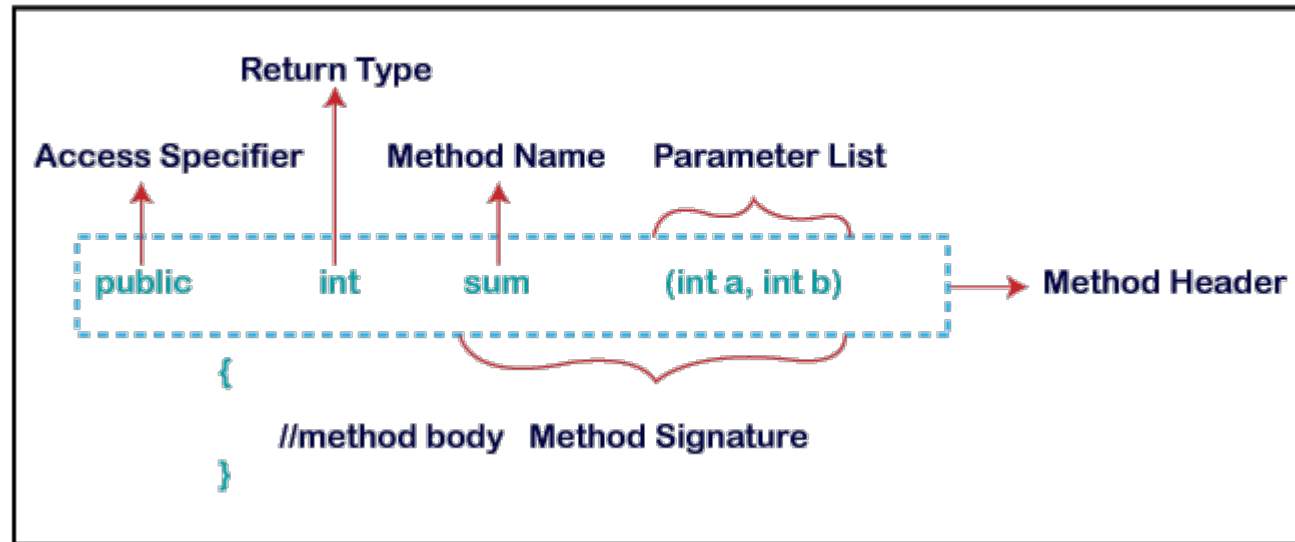 Return Type
Access Specifier Method Name Parameter List
public int sum (int a, int b) Method Header
{
//method body Method Signature
}